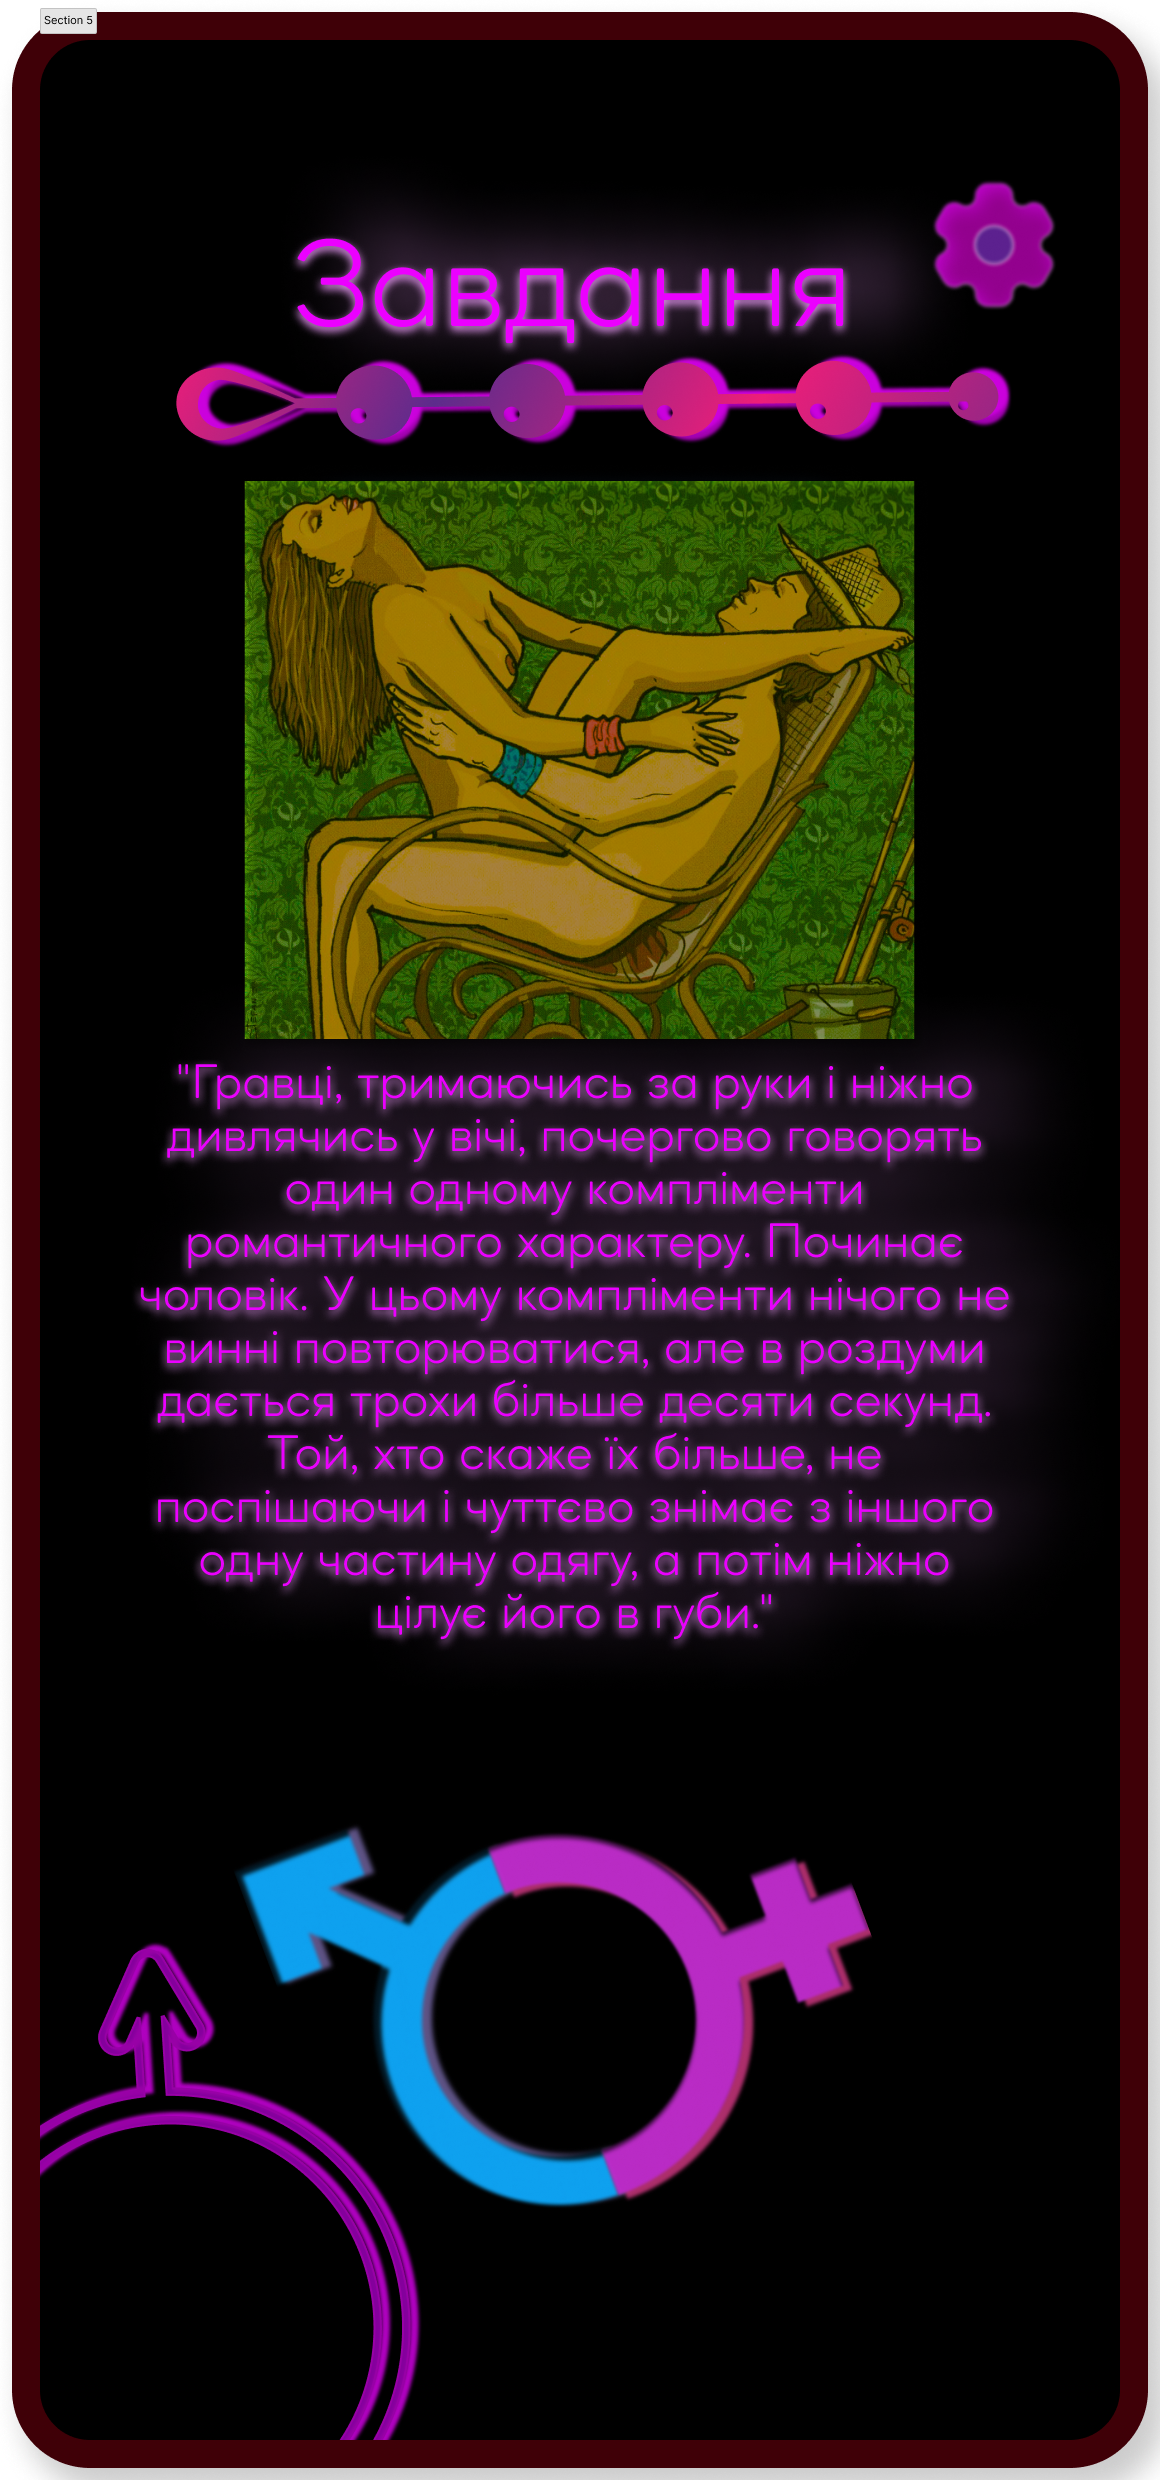 Section 5
Завдання
"Гравці, тримаючись за руки і ніжно
дивлячись у вічі, почергово говорять
один одному компліменти
романтичного характеру. Починає
чоловік. У цьому компліменти нічого не
винні повторюватися, але в роздуми
дається трохи більше десяти секунд.
Той, хто скаже їх більше, не
поспішаючи і чуттєво знімає з іншого
одну частину одягу, а потім ніжно
цілує його в губи."